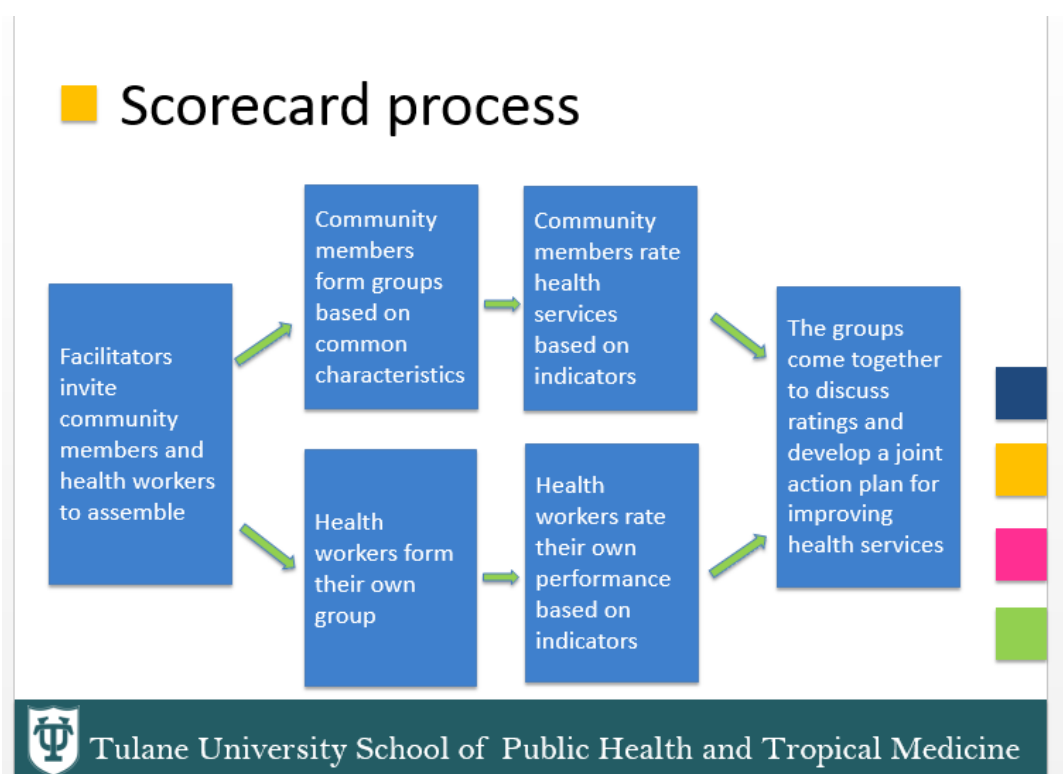 Scorecard process
Facilitators
invite
community
members and
health workers
to assemble
Community
members
form groups
based on
common
characteristics
Community
members rate
health
services
based on
indicators
Health
workers form
their own
group
Health
workers rate
their own
performance
based on
indicators
The groups
come together
to discuss
ratings and
develop a joint
action plan for
improving
health services
Tulane University School of Public Health and Tropical Medicine